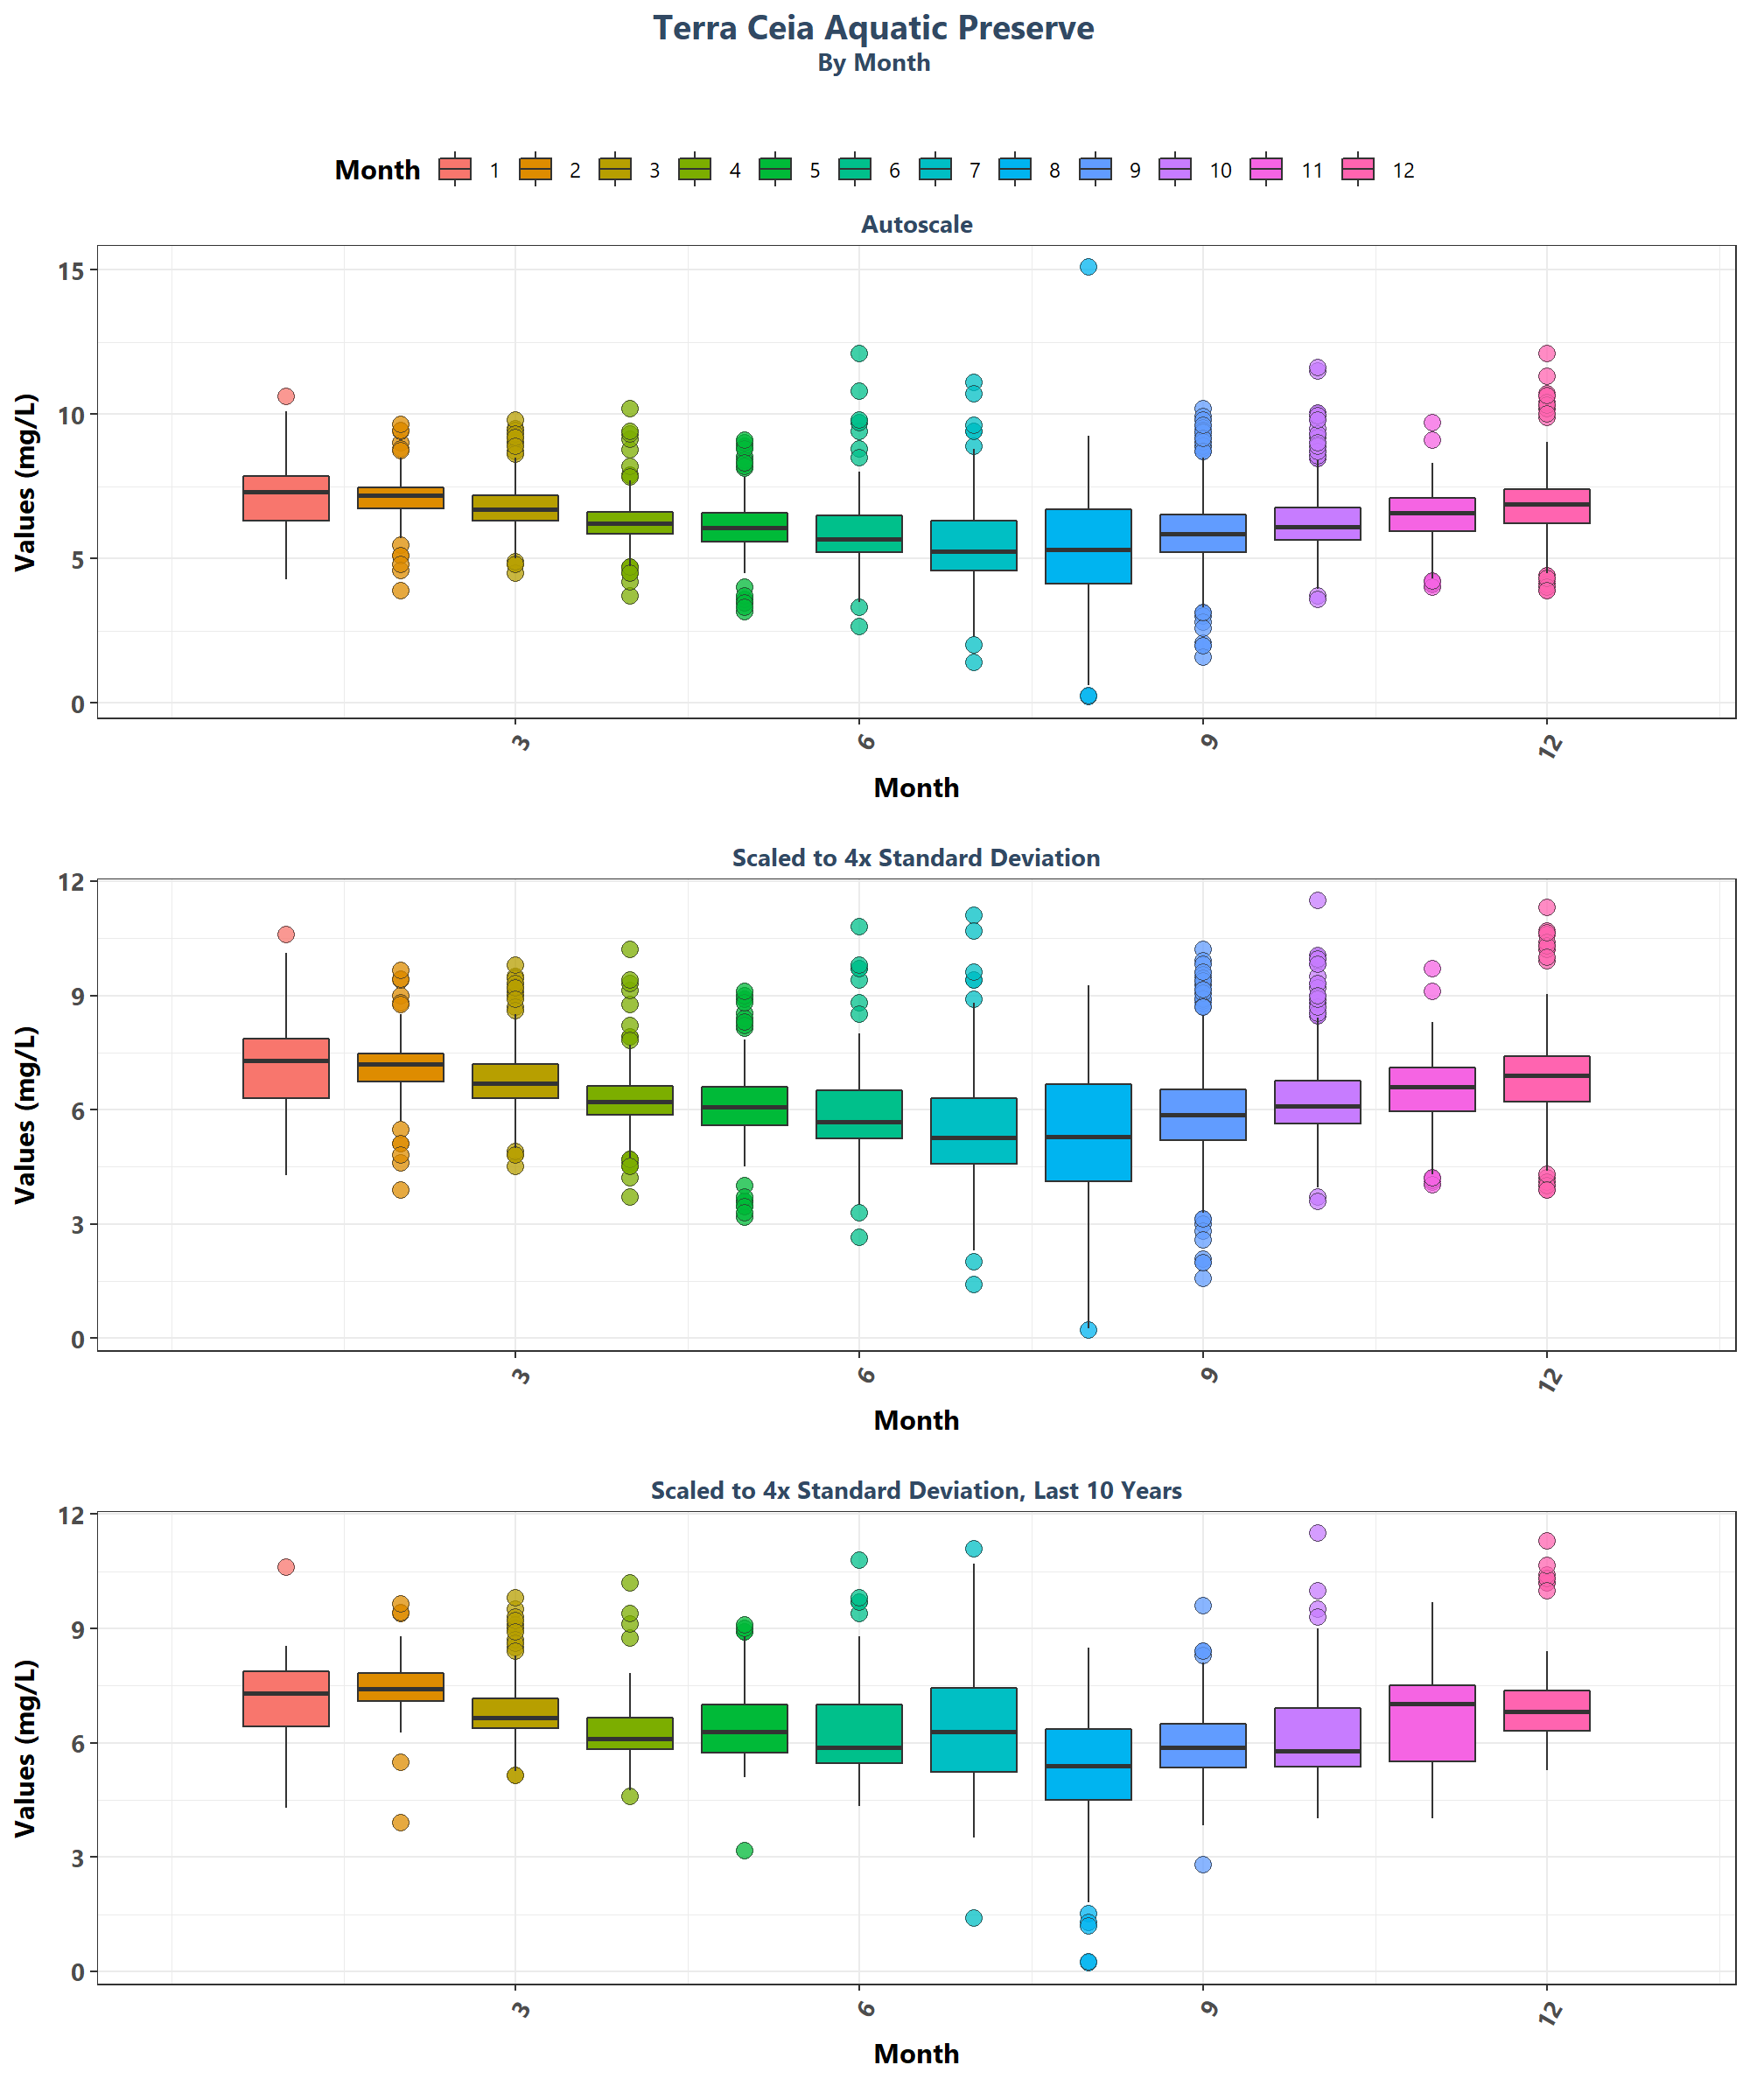 Terra Ceia Aquatic Preserve
By Month
Month 1 2 3 4 5 6 7 8 9 10 11 12
Autoscale
Values (mg/L)
15
10
5
0
3 6 9 12
Month
Scaled to 4x Standard Deviation
Values (mg/L)
12
9
6
3
0
3 6 9 12
Month
Scaled to 4x Standard Deviation, Last 10 Years
Values (mg/L)
12
9
6
3
0
3 6 9 12
Month